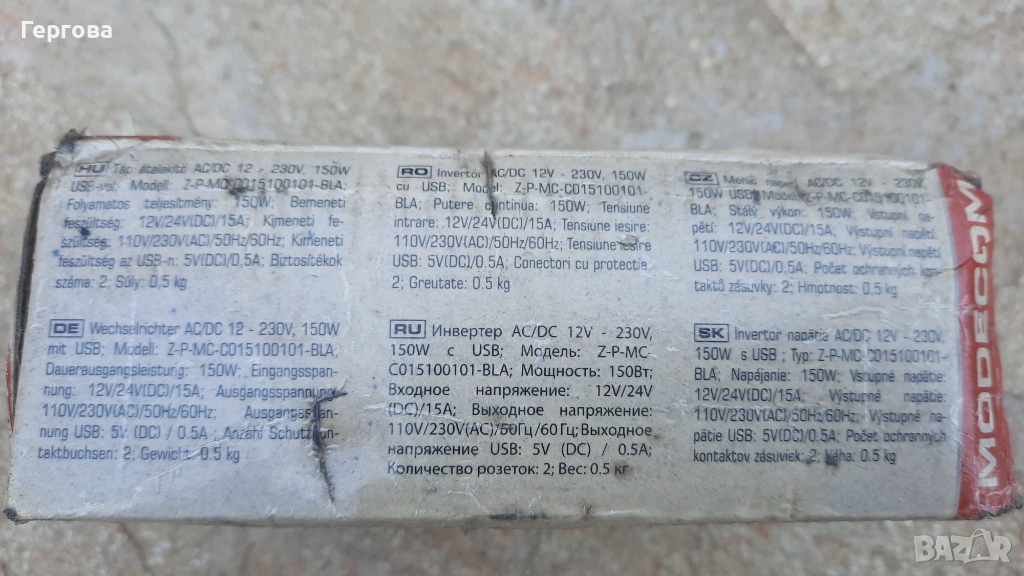 Гергова
HU Táp átalakító AC/DC 12 - 230V, 150W
USB-vel: Modell: Z-P-MC-C015100101-BLA;
Folyamatos teljesítmény: 150W; Bemeneti
feszültség: 12V/24V(DC)/15A; Kimeneti fe-
szültség: 110V/230V(AC)/50Hz/60Hz; Kimeneti
feszültség az USB-n: 5V(DC)/0,5A; Biztosítékok
száma: 2; Súly: 0,5 kg
RO Invertor AC/DC 12V - 230V, 150W
cu USB; Model: Z-P-MC-C015100101-
BLA; Putere continua: 150W; Tensiune
intrare: 12V/24V(DC)/15A; Tensiune iesire:
110V/230V(AC)/50Hz/60Hz; Tensiune iesire
USB: 5V(DC)/0.5A; Conectori cu protectie:
2; Greutate: 0.5 kg
CZ Měnič napětí AC/DC 12V - 230V,
150W USB; Model: Z-P-MC-C015100101-
BLA; Stálý výkon: 150W; Vstupní na-
pětí: 12V/24V(DC)/15A; Výstupní napětí:
110V/230V(AC)/50Hz/60Hz; Výstupní napětí
USB: 5V(DC)/0.5A; Počet ochranných kon-
taktů zásuvky: 2; Hmotnost: 0.5 kg
DE Wechselrichter AC/DC 12 - 230V, 150W
mit USB; Modell: Z-P-MC-C015100101-BLA;
Dauerausgangsleistung: 150W; Eingangsspan-
nung: 12V/24V(DC)/15A; Ausgangsspannung:
110V/230V(AC)/50Hz/60Hz; Ausgangsspan-
nung USB: 5V (DC) / 0.5A ; Anzahl Schutzkon-
taktbuchsen: 2; Gewicht: 0.5 kg
RU Инвертер AC/DC 12V - 230V,
150W с USB; Модель: Z-P-MC-
C015100101-BLA; Мощность: 150Вт;
Входное напряжение: 12V/24V
(DC)/15A; Выходное напряжение:
110V/230V(AC)/50Гц/60Гц; Выходное
напряжение USB: 5V (DC) / 0.5A;
Количество розеток: 2; Вес: 0.5 кг
SK Invertor napätia AC/DC 12V - 230V,
150W s USB ; Typ: Z-P-MC-C015100101-
BLA; Napájanie: 150W; Vstupné napätie:
12V/24V(DC)/15A; Výstupné napätie:
110V/230V(AC)/50Hz/60Hz; Výstupné na-
pätie USB: 5V(DC)/0.5A; Počet ochranných
kontaktov zásuviek: 2; Váha: 0.5 kg
MODECOM
BAZAR